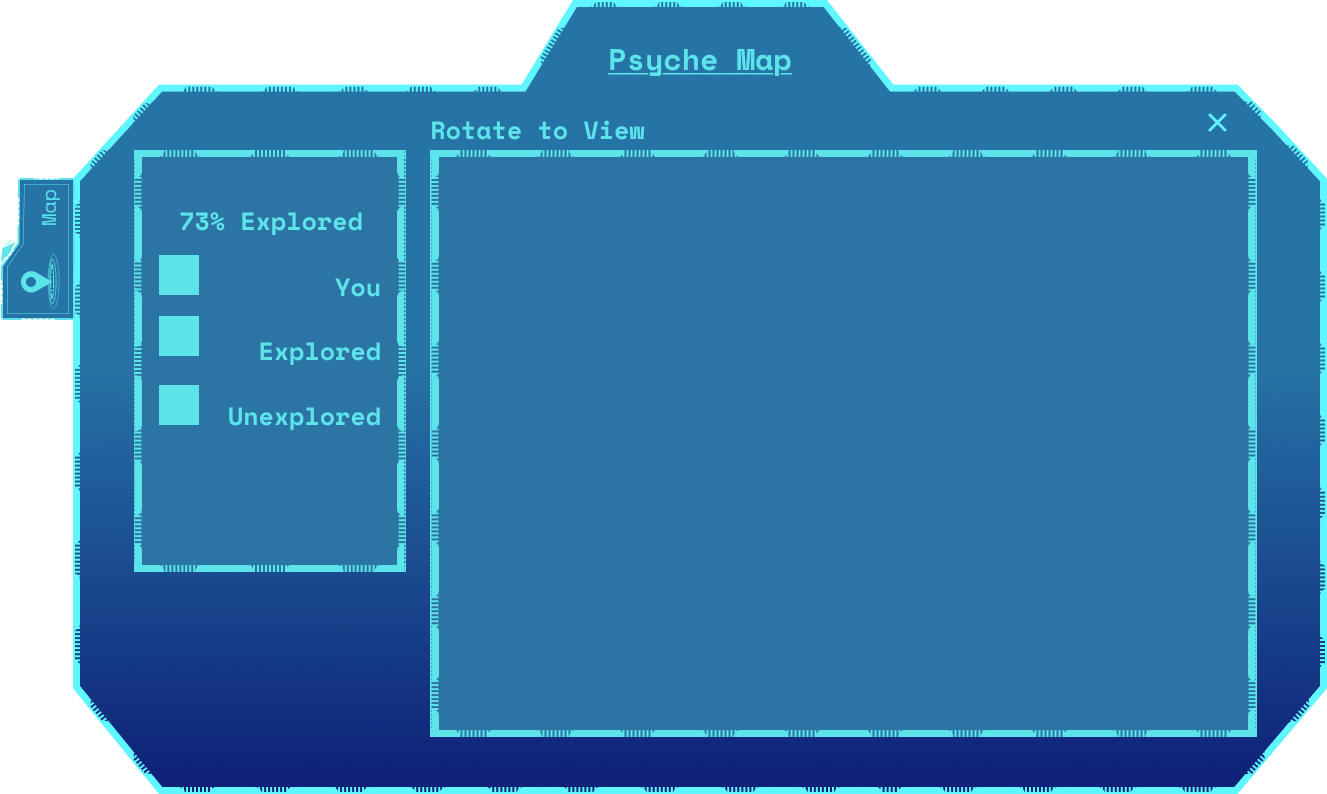 Psyche Map
Rotate to View
Map
73% Explored
You
Explored
Unexplored